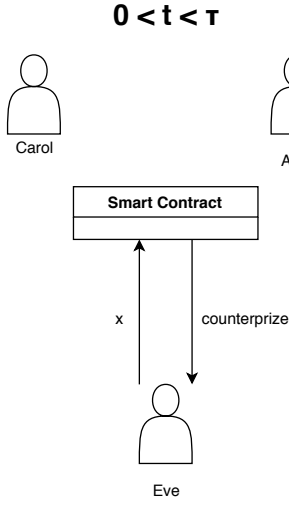 0 < t < τ
Carol
A
Smart Contract
x
counterprize
Eve